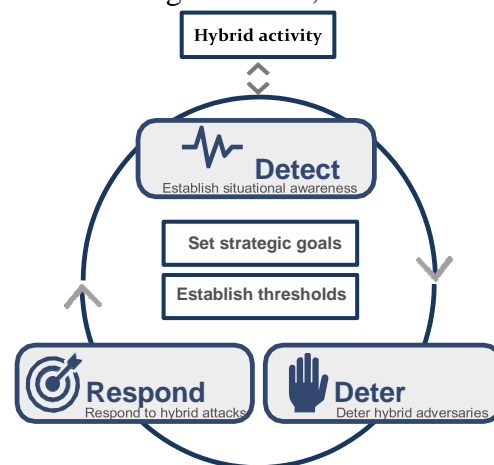 Hybrid activity
Detect
Establish situational awareness
Set strategic goals
Establish thresholds
Respond
Respond to hybrid attacks
Deter
Deter hybrid adversaries